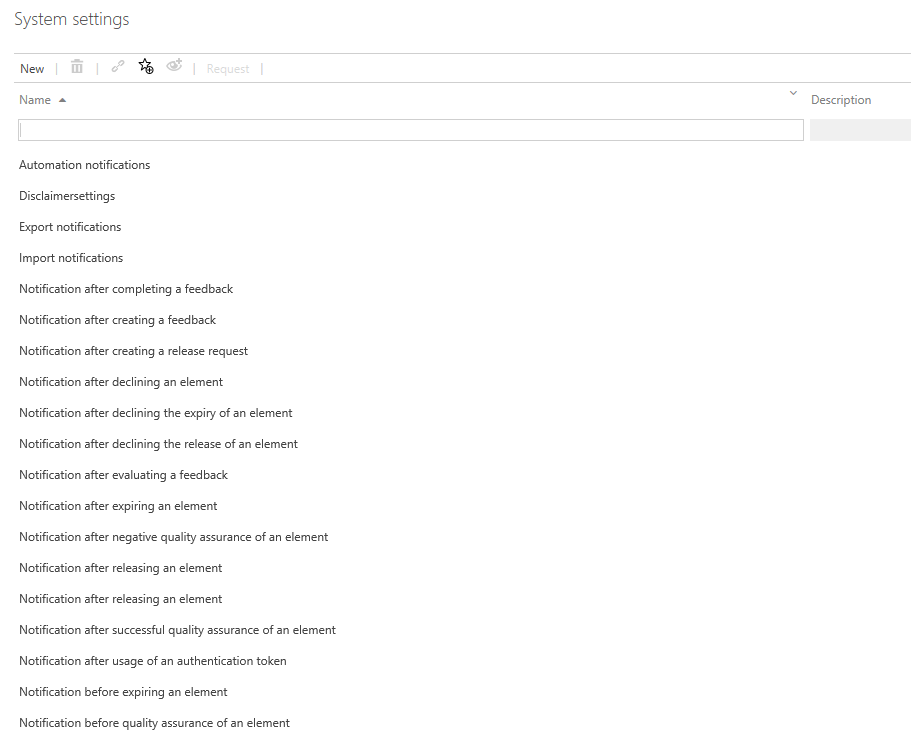 System settings
New | | | Request |
Name Description
Automation notifications
Disclaimersettings
Export notifications
Import notifications
Notification after completing a feedback
Notification after creating a feedback
Notification after creating a release request
Notification after declining an element
Notification after declining the expiry of an element
Notification after declining the release of an element
Notification after evaluating a feedback
Notification after expiring an element
Notification after negative quality assurance of an element
Notification after releasing an element
Notification after releasing an element
Notification after successful quality assurance of an element
Notification after usage of an authentication token
Notification before expiring an element
Notification before quality assurance of an element